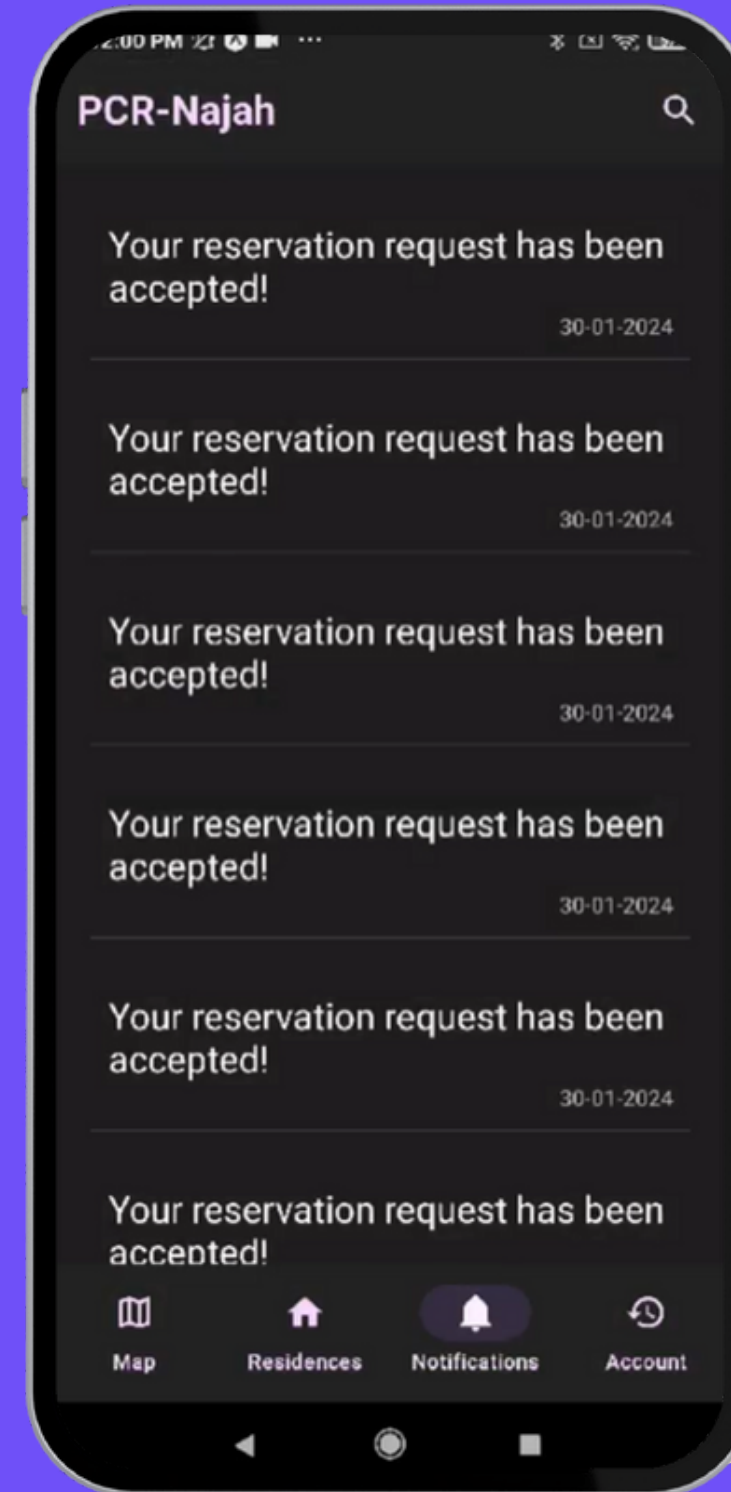 2:00 PM
PCR-Najah
Your reservation request has been
accepted!
30-01-2024
Your reservation request has been
accepted!
30-01-2024
Your reservation request has been
accepted!
30-01-2024
Your reservation request has been
accepted!
30-01-2024
Your reservation request has been
accepted!
30-01-2024
Your reservation request has been
accepted!
Map Residences Notifications Account